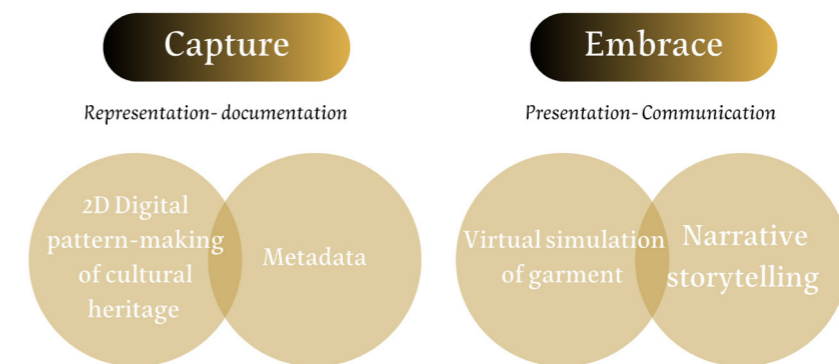 Capture
Representation- documentation
2D Digital
pattern-making
of cultural
heritage
Metadata
Embrace
Presentation- Communication
Virtual simulation
of garment
Narrative
storytelling